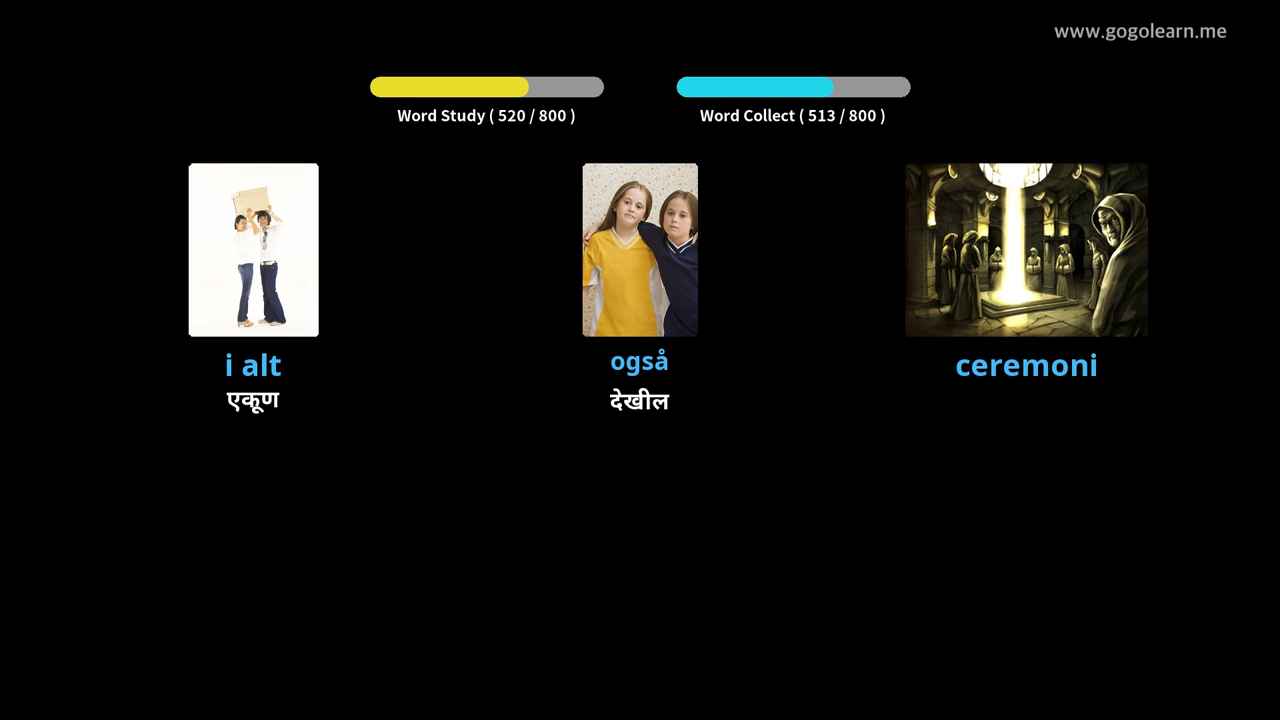 www.gogolearn.me
Word Study ( 520 / 800 )
Word Collect ( 513 / 800 )
i alt
एकूण
også
देखील
ceremoni